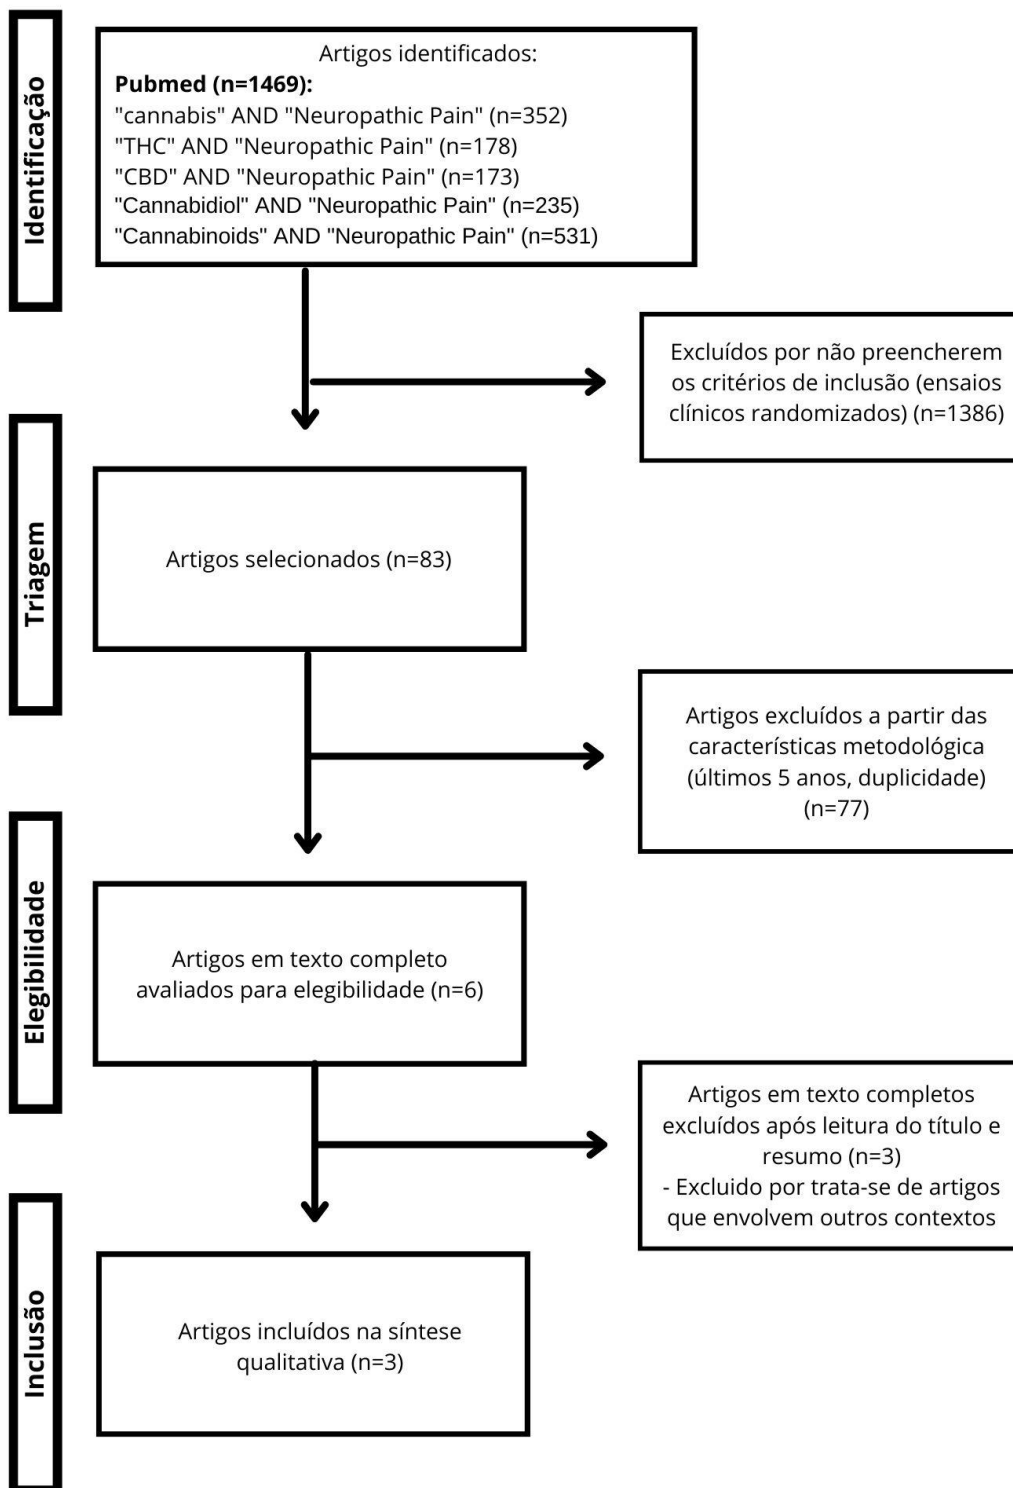 Identificação
Artigos identificados:
Pubmed (n=1469):
"cannabis" AND "Neuropathic Pain" (n=352)
"THC" AND "Neuropathic Pain" (n=178)
"CBD" AND "Neuropathic Pain" (n=173)
"Cannabidiol" AND "Neuropathic Pain" (n=235)
"Cannabinoids" AND "Neuropathic Pain" (n=531)
Excluídos por não preencherem
os critérios de inclusão (ensaios
clínicos randomizados) (n=1386)
Triagem
Artigos selecionados (n=83)
Artigos excluídos a partir das
características metodológica
(últimos 5 anos, duplicidade)
(n=77)
Elegibilidade
Artigos em texto completo
avaliados para elegibilidade (n=6)
Artigos em texto completos
excluídos após leitura do título e
resumo (n=3)
- Excluido por trata-se de artigos
que envolvem outros contextos
Inclusão
Artigos incluídos na síntese
qualitativa (n=3)